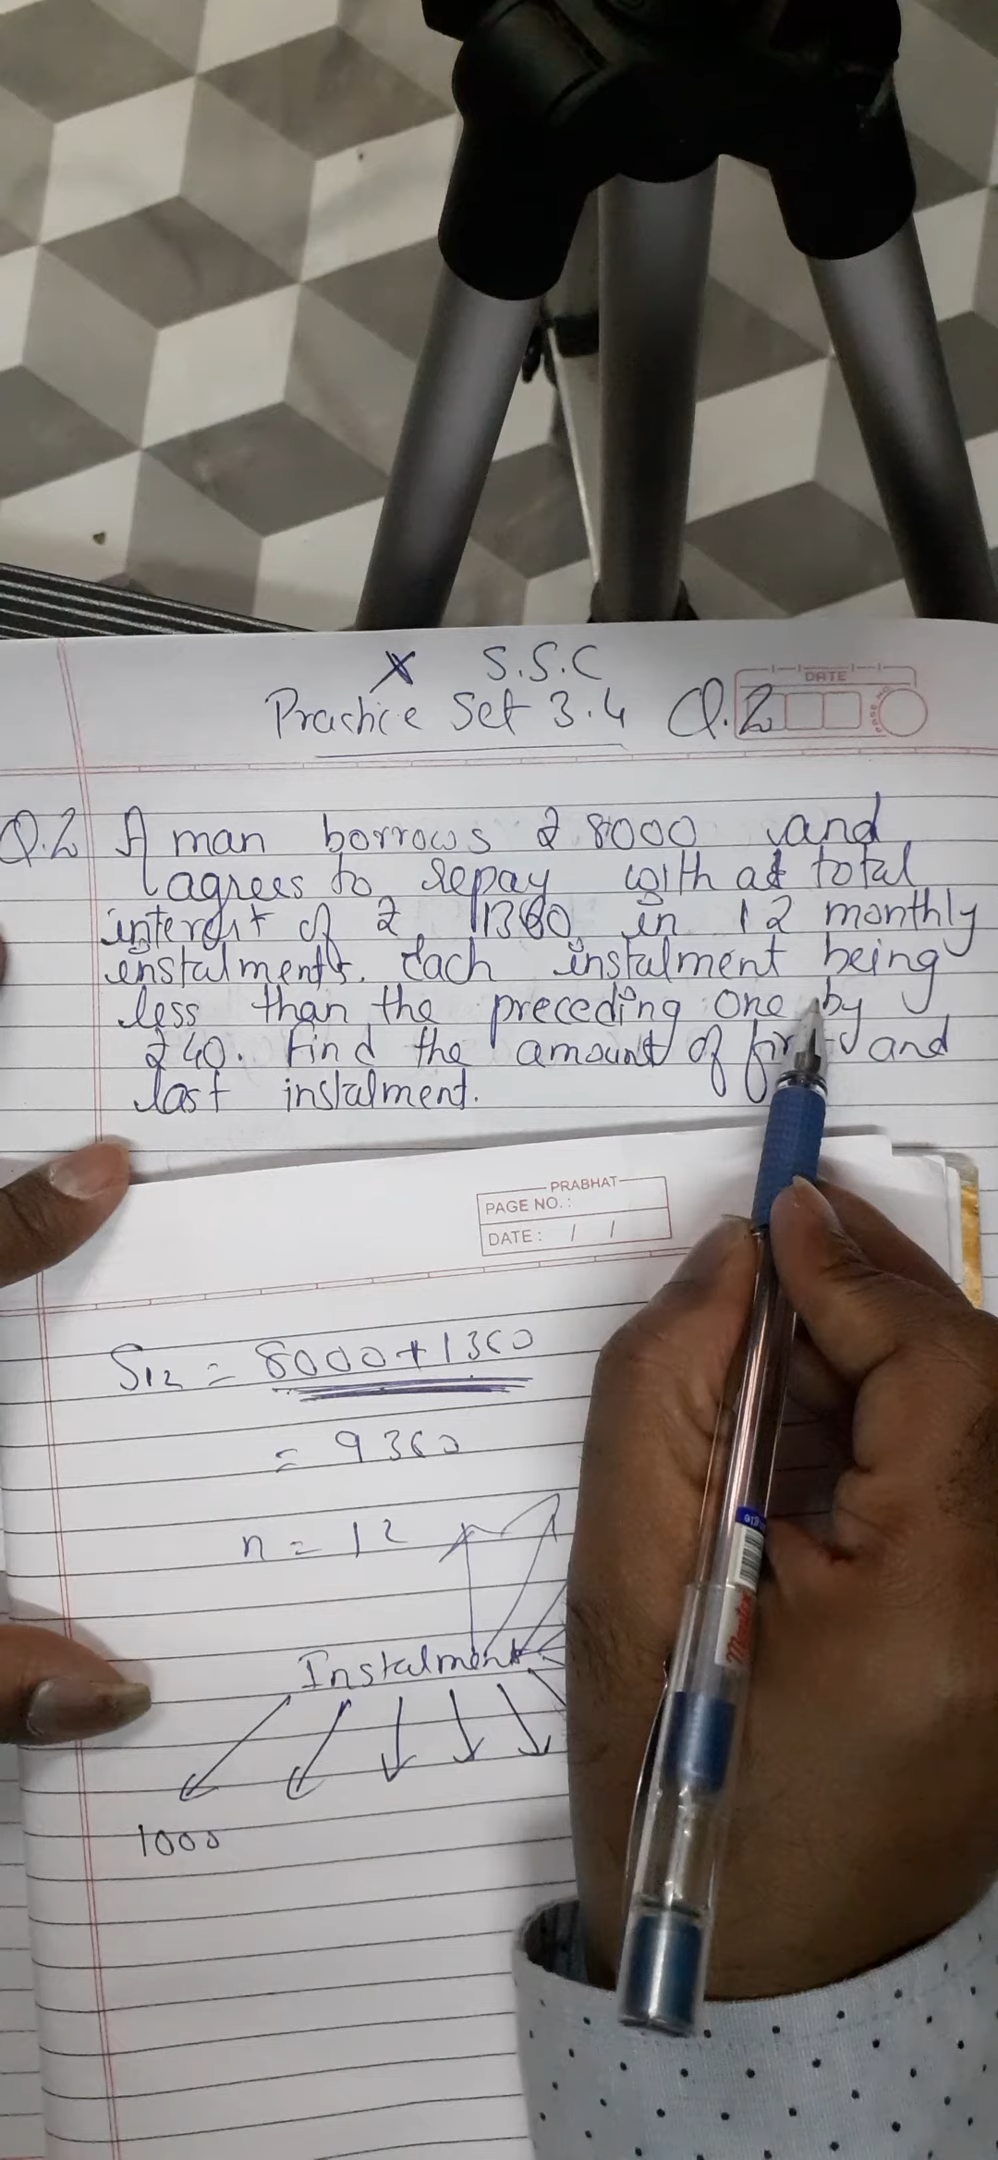 X S.S.C
Practice Set 3.4 Q.2
DATE
Q.2 A man borrows ₹ 8000 and
agrees to repay with at total
interest of ₹ 1360 in 12 monthly
instalments. Each instalment being
less than the preceding one by
₹ 40. Find the amount of first and
last instalment.
PRABHAT
PAGE NO. :
DATE : / /
S12 = 8000 + 1360
= 9360
n = 12
Instalment
1000